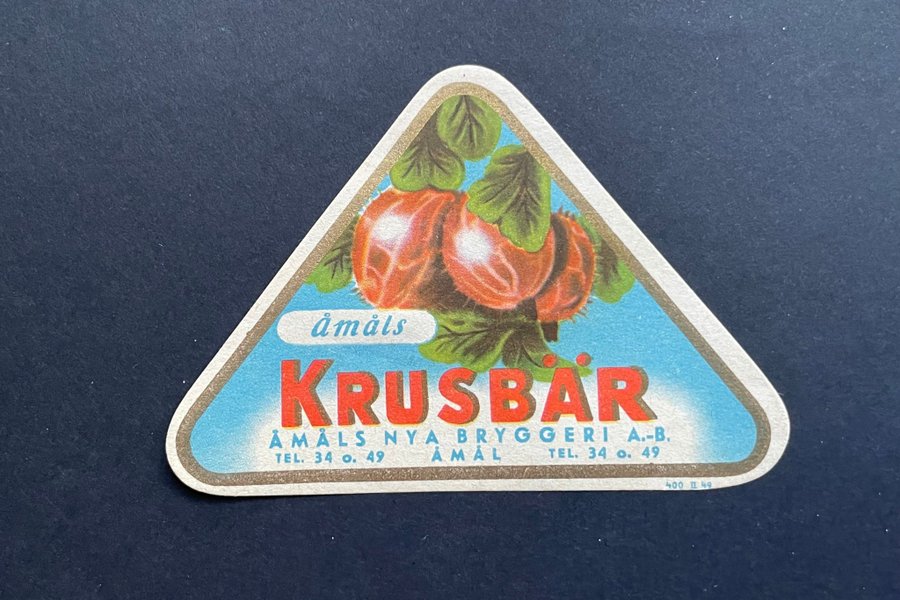 åmåls
KRUSBÄR
ÅMÅLS NYA BRYGGERI A.-B.
TEL. 34 o. 49 ÅMÅL TEL. 34 o. 49
400 II 49